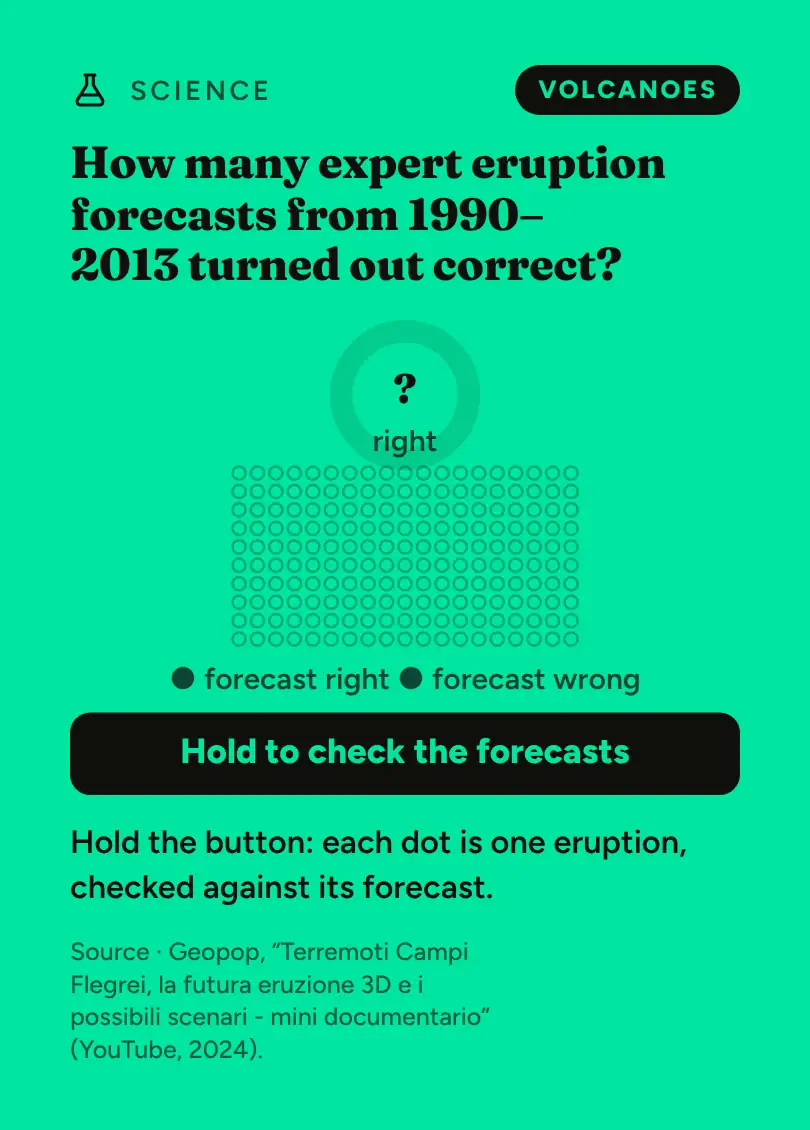 SCIENCE
VOLCANOES
How many expert eruption
forecasts from 1990–
2013 turned out correct?
?
right
forecast right
forecast wrong
Hold to check the forecasts
Hold the button: each dot is one eruption,
checked against its forecast.
Source · Geopop, “Terremoti Campi
Flegrei, la futura eruzione 3D e i
possibili scenari - mini documentario”
(YouTube, 2024).